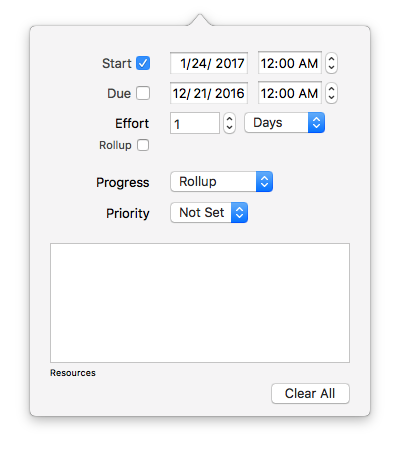 Start 1/24/ 2017 12:00 AM
Due 12/ 21/ 2016 12:00 AM
Effort 1 Days
Rollup
Progress Rollup
Priority Not Set
Resources
Clear All